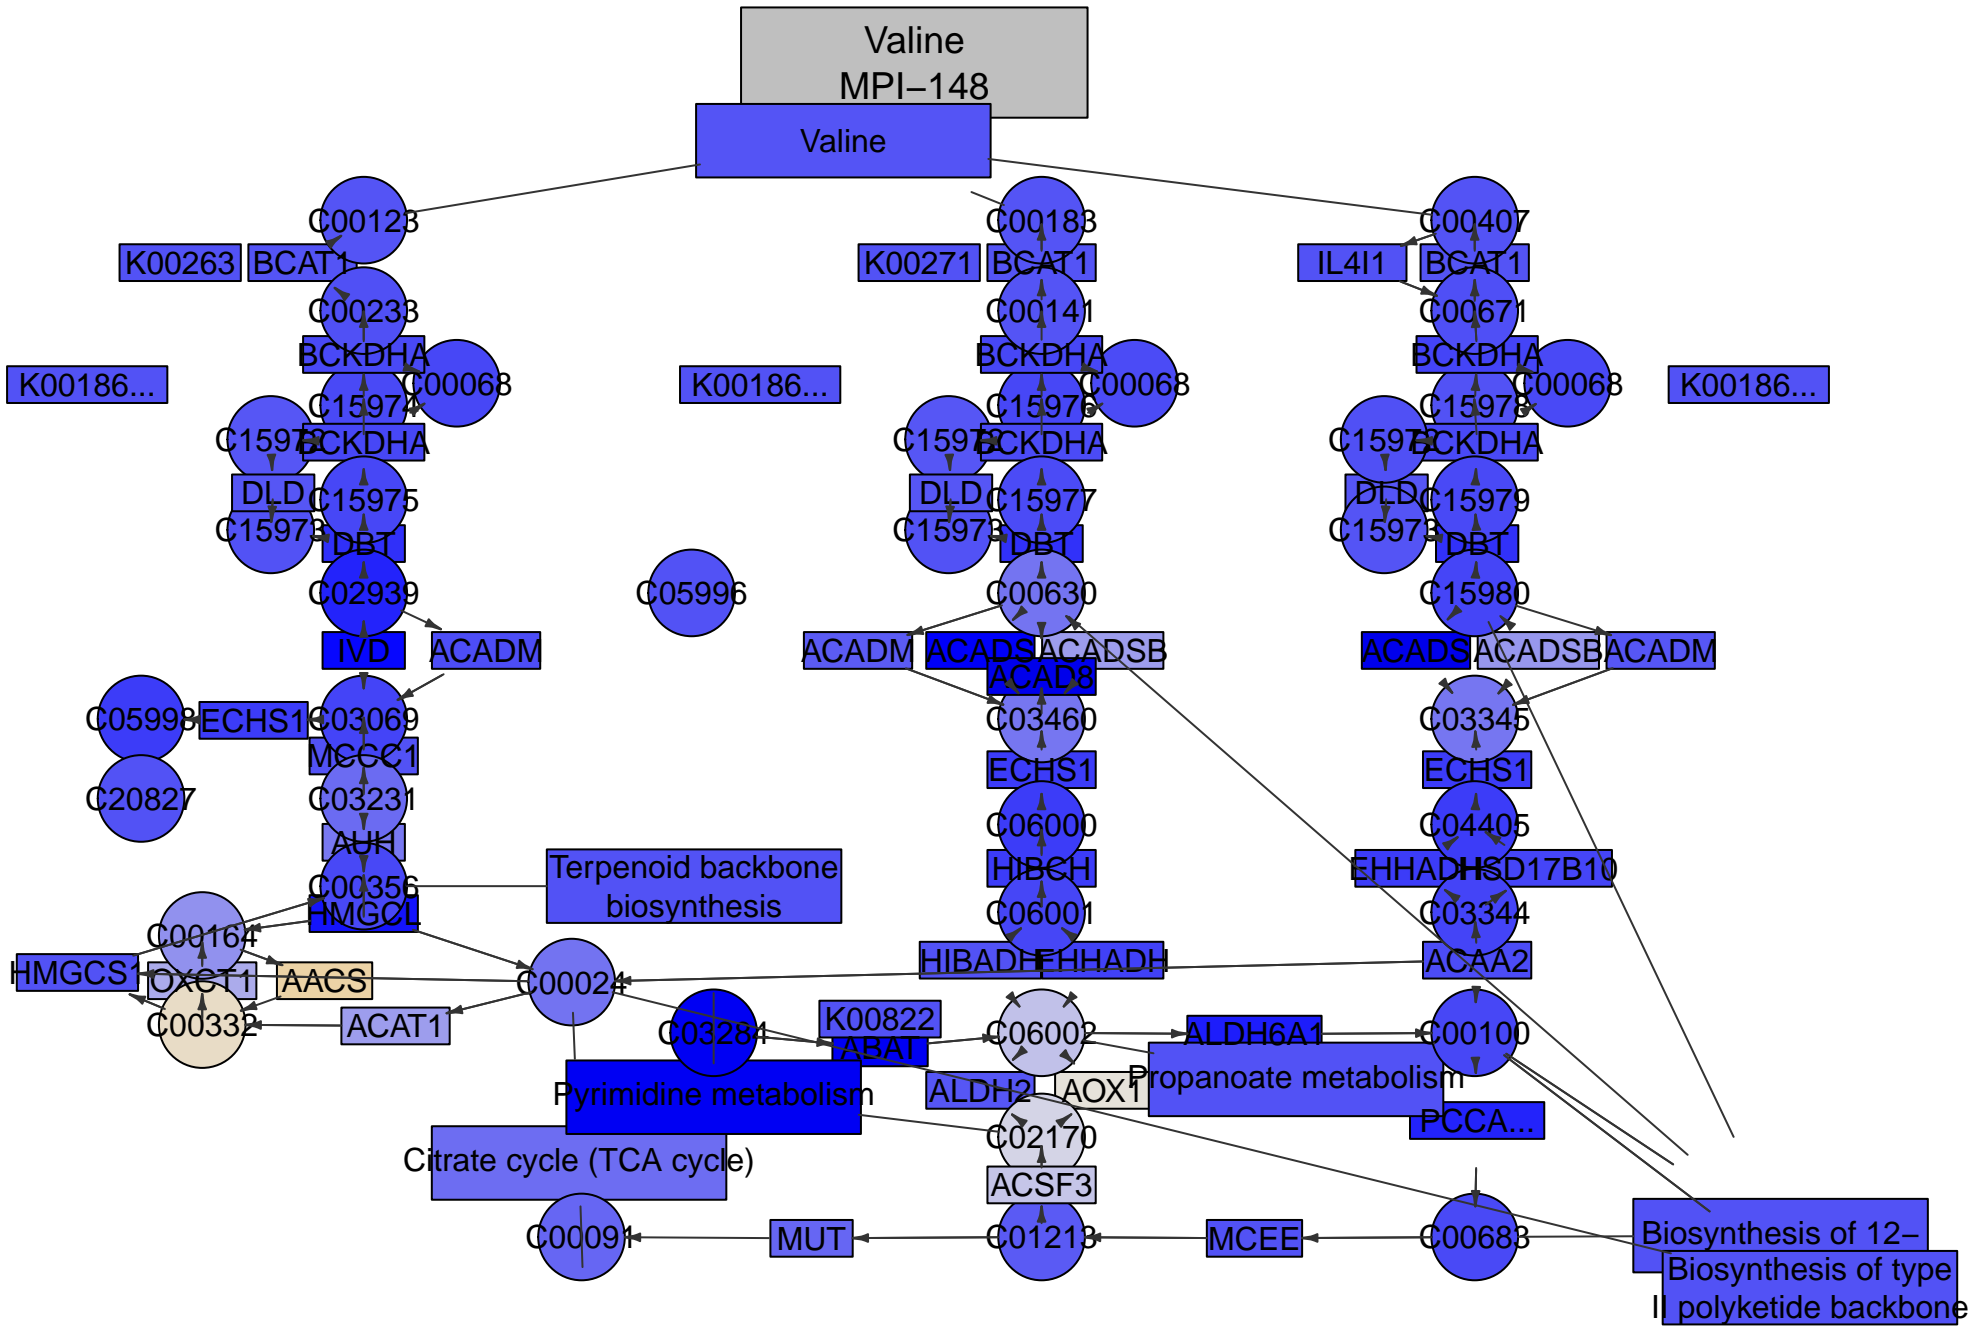 Valine
MPI–148
Valine
C00123
C00183
C00407
K00263
BCAT1
K00271
BCAT1
IL4I1
BCAT1
C00233
C00141
C00671
BCKDHA
BCKDHA
BCKDHA
K00186...
C00068
K00186...
C00068
C00068
K00186...
C15974
C15976
C15978
C15972
BCKDHA
C15972
BCKDHA
C15972
BCKDHA
DLD
C15975
DLD
C15977
DLD
C15979
C15973
DBT
C15973
DBT
C15973
DBT
C02939
C05996
C00630
C15980
IVD
ACADM
ACADM
ACADS
ACADSB
ACADS
ACADSB
ACADM
ACAD8
C05998
ECHS1
C03069
C03460
C03345
MCCC1
ECHS1
ECHS1
C20827
C03231
C06000
C04405
AUH
HIBCH
EHHADH
HSD17B10
Terpenoid backbone
biosynthesis
C00356
HMGCL
C06001
C03344
C00164
HMGCS1
OXCT1
AACS
C00024
HIBADH
EHHADH
ACAA2
C00332
ACAT1
C03284
K00822
ABAT
C06002
ALDH6A1
C00100
Pyrimidine metabolism
ALDH2
AOX1
Propanoate metabolism
PCCA...
C02170
Citrate cycle (TCA cycle)
ACSF3
C00091
MUT
C01213
MCEE
C00683
Biosynthesis of 12–
Biosynthesis of type
II polyketide backbone